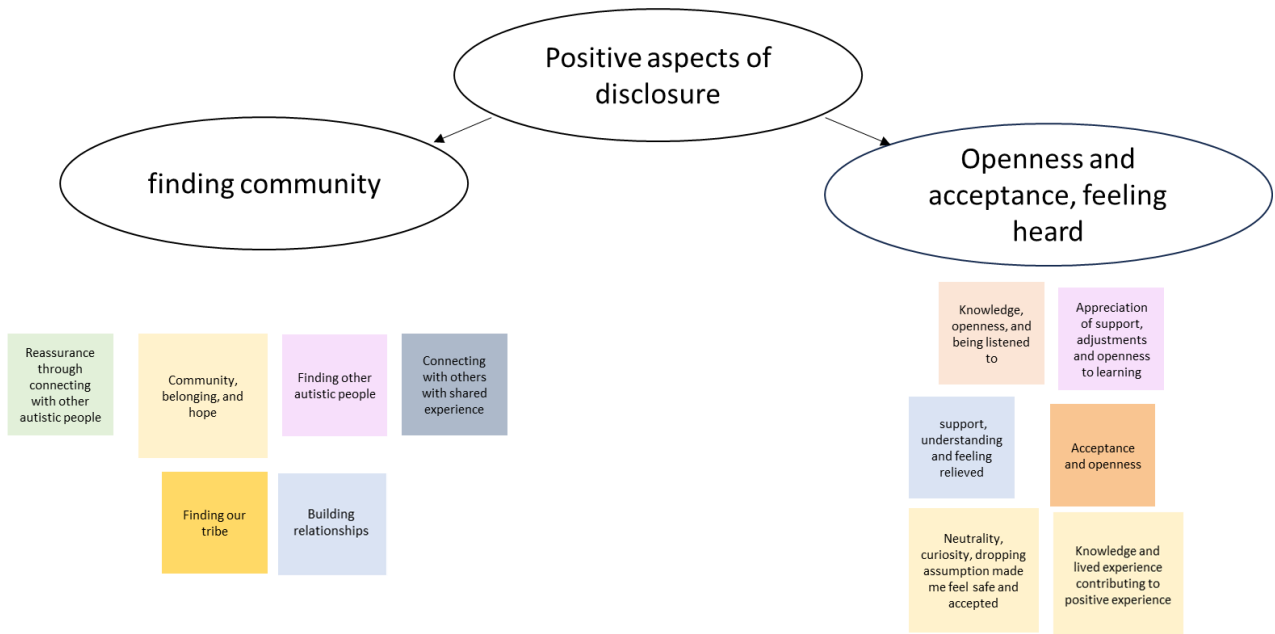 Positive aspects of
disclosure
finding community
Openness and
acceptance, feeling
heard
Reassurance
through
connecting
with other
autistic people
Community,
belonging, and
hope
Finding other
autistic people
Connecting
with others
with shared
experience
Finding our
tribe
Building
relationships
Knowledge,
openness, and
being listened
to
Appreciation
of support,
adjustments
and openness
to learning
support,
understanding
and feeling
relieved
Acceptance
and openness
Neutrality,
curiosity, dropping
assumption made
me feel safe and
accepted
Knowledge and
lived experience
contributing to
positive experience